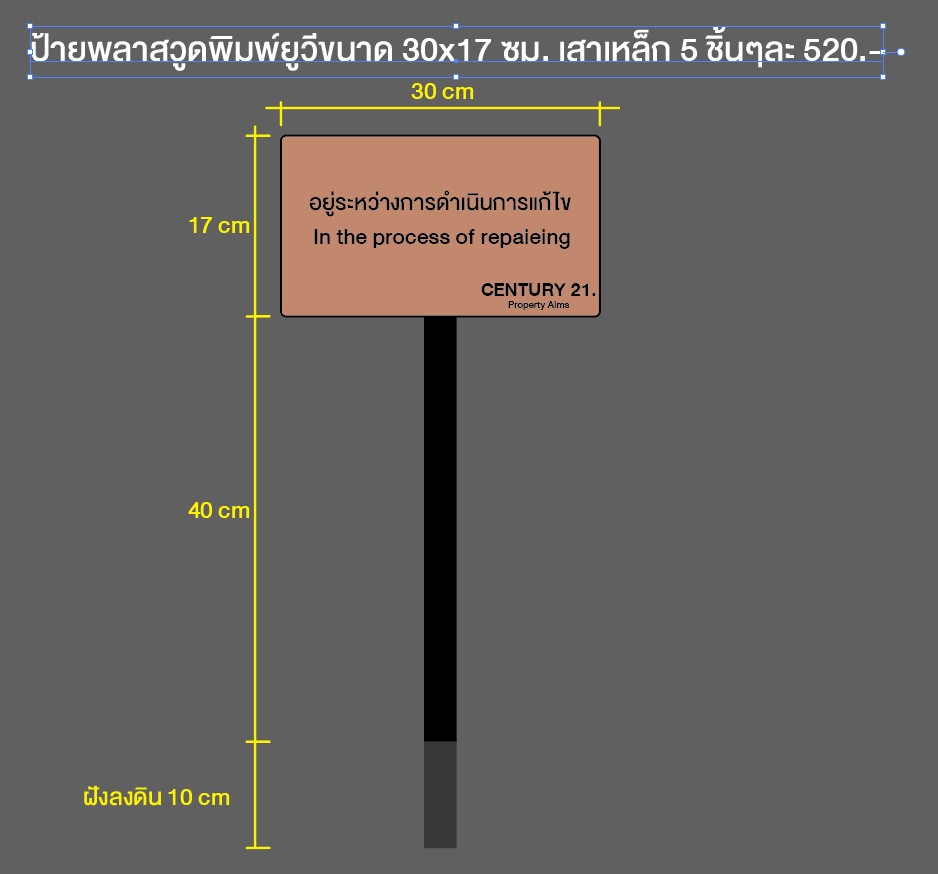 ป้ายพลาสวูดพิมพ์ยูวีขนาด 30x17 ซม. เสาเหล็ก 5 ชิ้นๆละ 520.-
30 cm
17 cm
อยู่ระหว่างการดำเนินการแก้ไข
In the process of repaieing
CENTURY 21.
Property Alms
40 cm
ฝังลงดิน 10 cm